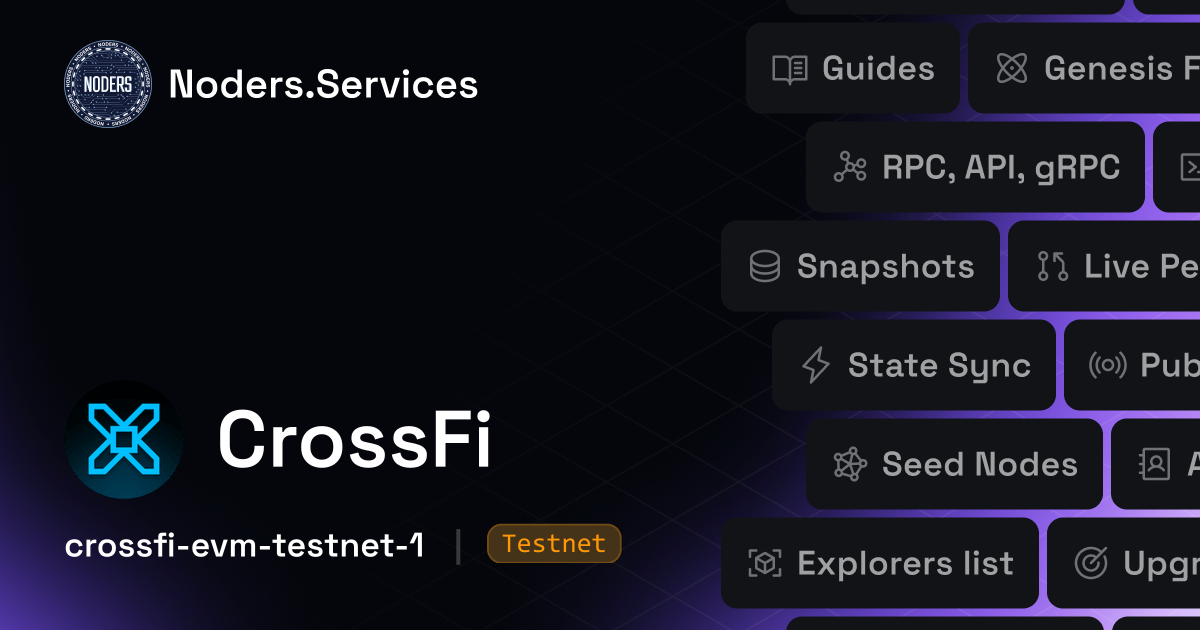 NODERS
Noders.Services
Guides
Genesis F
RPC, API, gRPC
Snapshots
Live Pe
State Sync
Pub
Seed Nodes
A
Explorers list
Upgr
CrossFi
crossfi-evm-testnet-1 | Testnet